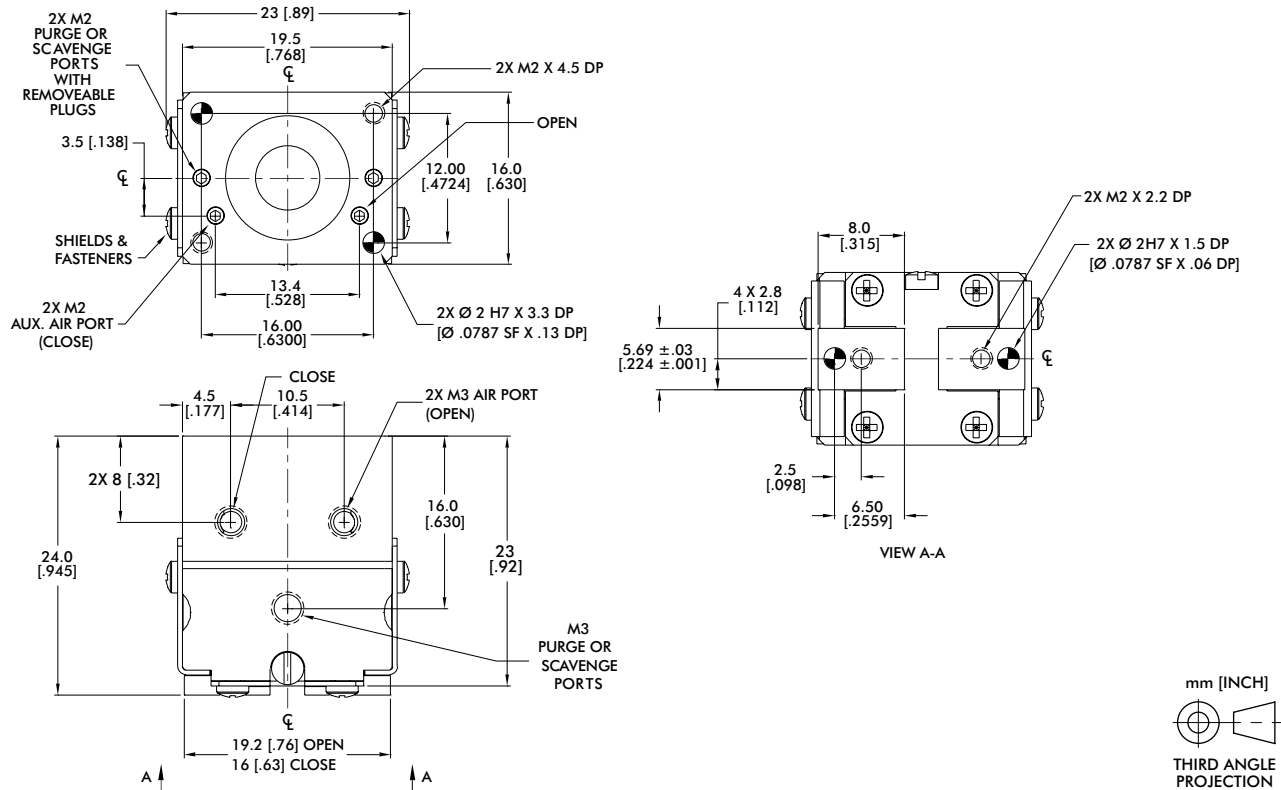 2X M2
PURGE OR
SCAVENGE
PORTS
WITH
REMOVEABLE
PLUGS
23 [.89]
19.5
[.768]
℄
2X M2 X 4.5 DP
OPEN
3.5 [.138]
℄
12.00
[.4724]
16.0
[.630]
SHIELDS &
FASTENERS
2X M2
AUX. AIR PORT
(CLOSE)
13.4
[.528]
16.00
[.6300]
2X Ø 2 H7 X 3.3 DP
[Ø .0787 SF X .13 DP]
CLOSE
4.5
[.177]
10.5
[.414]
2X M3 AIR PORT
(OPEN)
2X 8 [.32]
24.0
[.945]
16.0
[.630]
23
[.92]
M3
PURGE OR
SCAVENGE
PORTS
℄
19.2 [.76] OPEN
16 [.63] CLOSE
A
A
2X M2 X 2.2 DP
8.0
[.315]
2X Ø 2H7 X 1.5 DP
[Ø .0787 SF X .06 DP]
4 X 2.8
[.112]
5.69 ±.03
[.224 ±.001]
℄
2.5
[.098]
6.50
[.2559]
VIEW A-A
mm [INCH]
THIRD ANGLE
PROJECTION